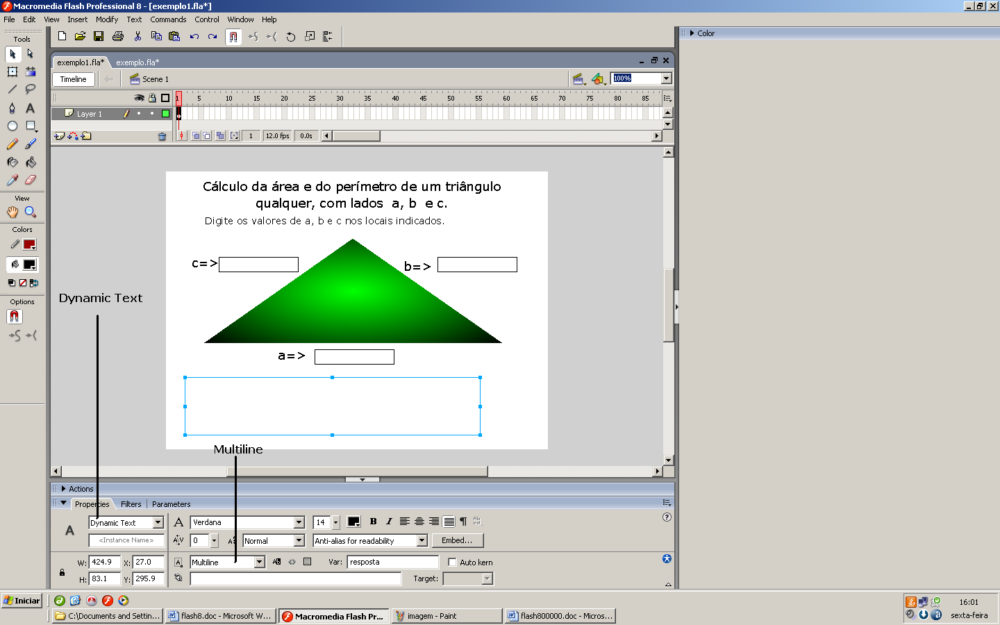 Macromedia Flash Professional 8 - [exemplo1.fla*]
File Edit View Insert Modify Text Commands Control Window Help
Tools
Color
exemplo1.fla* exemplo.fla*
Timeline Scene 1 100%
1 5 10 15 20 25 30 35 40 45 50 55 60 65 70 75 80 85
Layer 1
1 12.0 fps 0.0s
View
Colors
Options
Cálculo da área e do perímetro de um triângulo
qualquer, com lados a, b e c.
Digite os valores de a, b e c nos locais indicados.
c=> b=>
Dynamic Text
a=>
Multiline
Actions
Properties Filters Parameters
A Dynamic Text A Verdana 14 B I
<Instance Name> A|V 0 Normal Anti-alias for readability Embed...
W: 424.9 X: 27.0 Multiline Var: resposta Auto kern
H: 83.1 Y: 295.9 Target:
Iniciar 16:01
C:\Documents and Settin... flash8.doc - Microsoft W... Macromedia Flash Pr... imagem - Paint flash800000.doc - Micros... sexta-feira